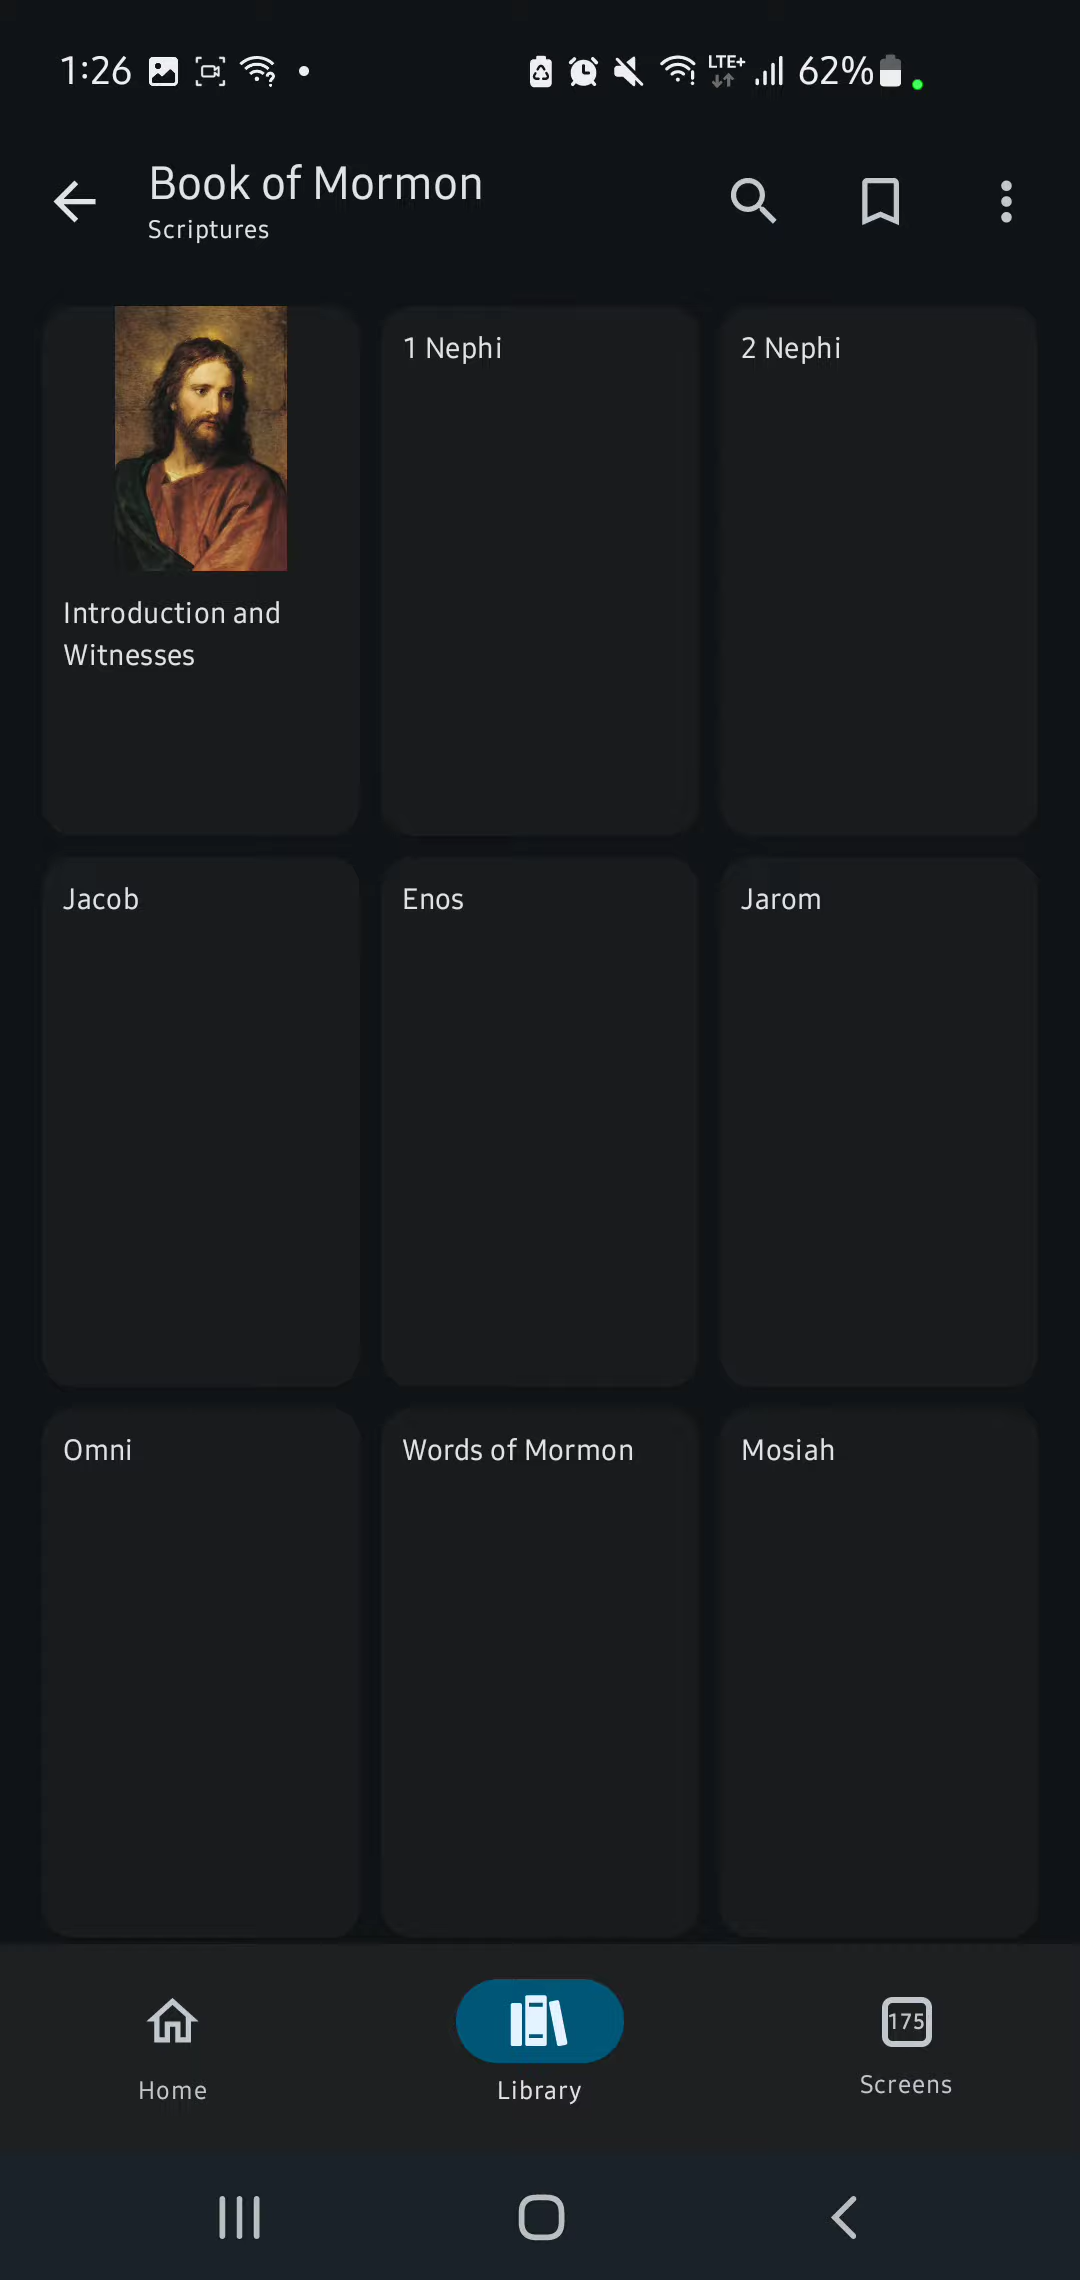 1:26
LTE+
62%
Book of Mormon
Scriptures
Introduction and
Witnesses
1 Nephi
2 Nephi
Jacob
Enos
Jarom
Omni
Words of Mormon
Mosiah
Home
Library
175
Screens